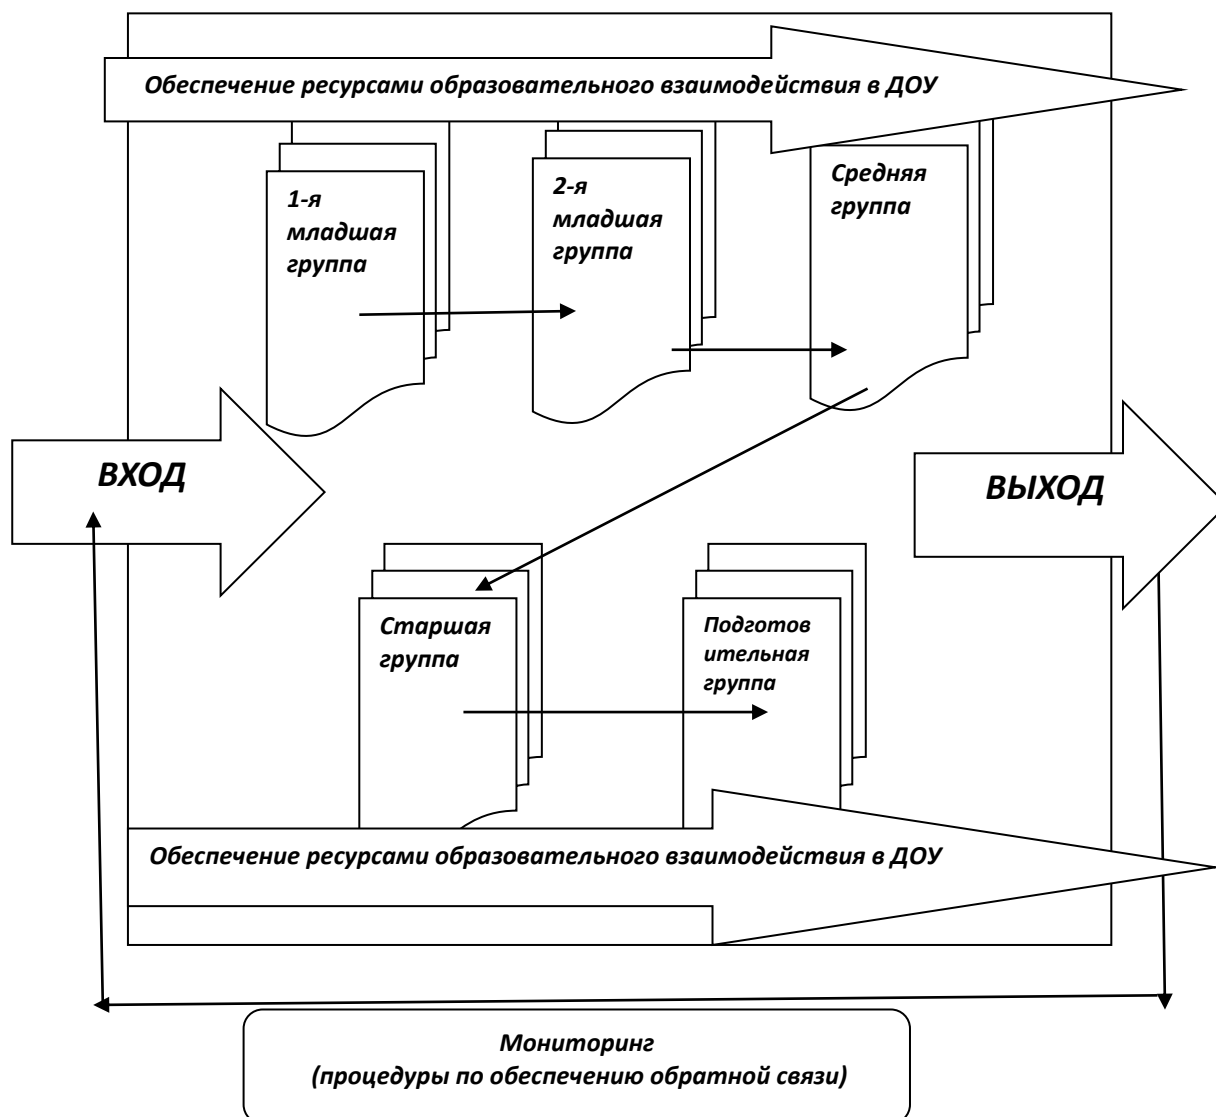 Обеспечение ресурсами образовательного взаимодействия в ДОУ
1-я
младшая
группа
2-я
младшая
группа
Средняя
группа
ВХОД
ВЫХОД
Старшая
группа
Подготов
ительная
группа
Обеспечение ресурсами образовательного взаимодействия в ДОУ
Мониторинг
(процедуры по обеспечению обратной связи)